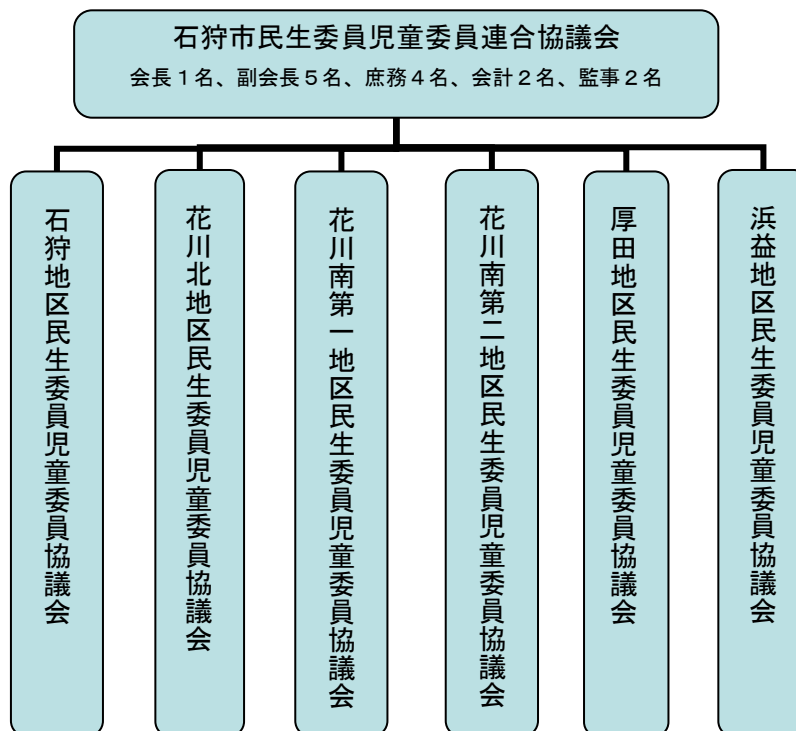 石狩市民生委員児童委員連合協議会
会長１名、副会長５名、庶務４名、会計２名、監事２名
石狩地区民生委員児童委員協議会
花川北地区民生委員児童委員協議会
花川南第一地区民生委員児童委員協議会
花川南第二地区民生委員児童委員協議会
厚田地区民生委員児童委員協議会
浜益地区民生委員児童委員協議会